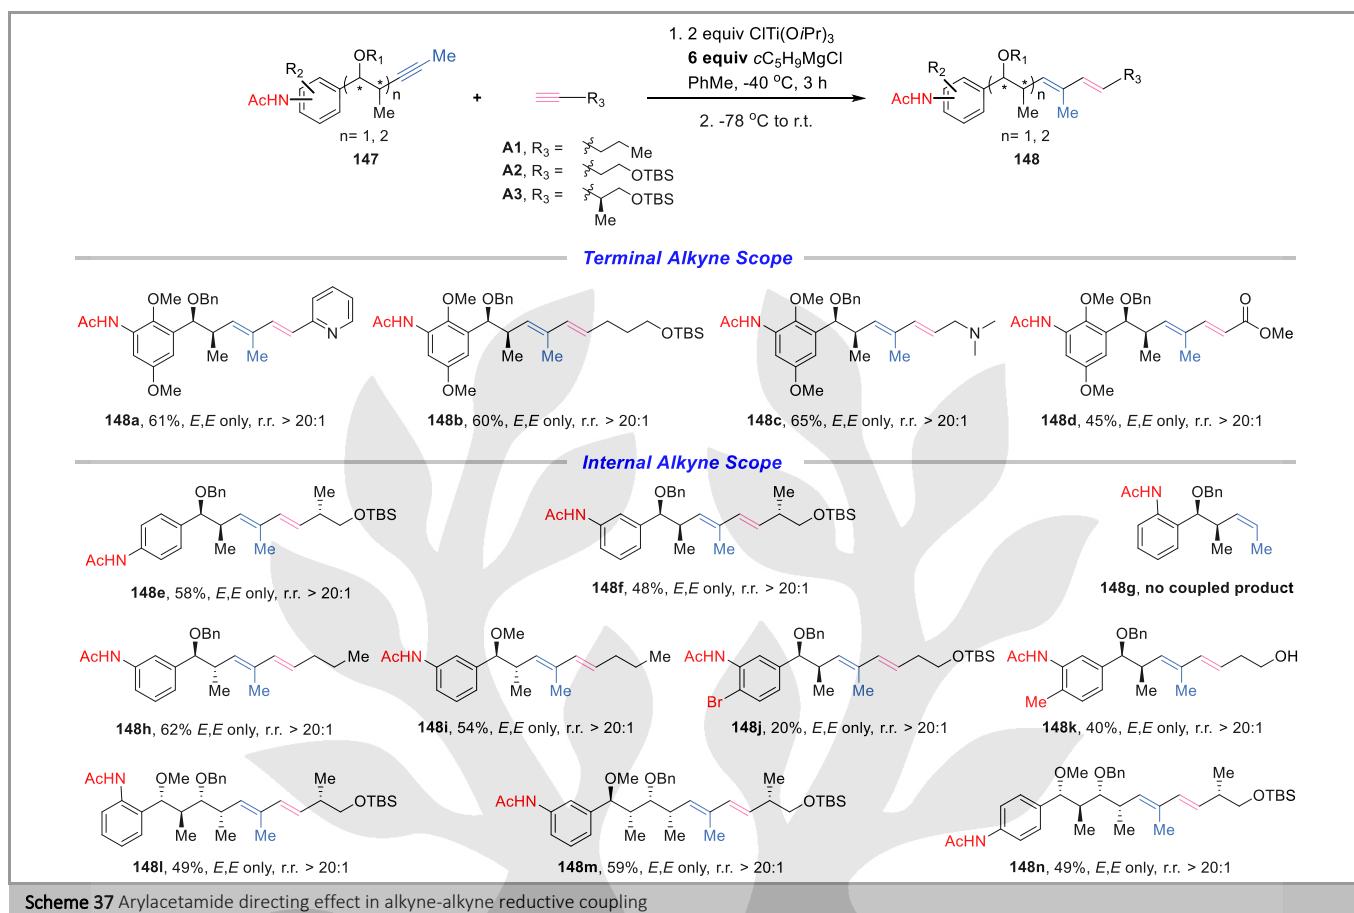 1. 2 equiv ClTi(OiPr)3
6 equiv cC5H9MgCl
PhMe, -40 ºC, 3 h
2. -78 ºC to r.t.
AcHN
R2
OR1
*
*
n
Me
Me
n= 1, 2
147
+
R3
A1, R3 = Me
A2, R3 = OTBS
A3, R3 = OTBS
Me
AcHN
R2
OR1
*
*
n
R3
Me
Me
n= 1, 2
148
Terminal Alkyne Scope
OMe OBn
AcHN
N
Me Me
OMe
148a, 61%, E,E only, r.r. > 20:1
OMe OBn
AcHN
OTBS
Me Me
OMe
148b, 60%, E,E only, r.r. > 20:1
OMe OBn
AcHN
N
Me Me
OMe
148c, 65%, E,E only, r.r. > 20:1
OMe OBn O
AcHN
OMe
Me Me
OMe
148d, 45%, E,E only, r.r. > 20:1
Internal Alkyne Scope
OBn Me
OTBS
Me Me
AcHN
148e, 58%, E,E only, r.r. > 20:1
OBn Me
AcHN OTBS
Me Me
148f, 48%, E,E only, r.r. > 20:1
AcHN OBn
Me Me
148g, no coupled product
OBn
AcHN Me
Me Me
148h, 62% E,E only, r.r. > 20:1
OMe
AcHN Me
Me Me
148i, 54%, E,E only, r.r. > 20:1
OBn
AcHN OTBS
Me Me
Br
148j, 20%, E,E only, r.r. > 20:1
OBn
AcHN OH
Me Me
Me
148k, 40%, E,E only, r.r. > 20:1
AcHN OMe OBn Me
OTBS
Me Me Me
148l, 49%, E,E only, r.r. > 20:1
OMe OBn Me
AcHN OTBS
Me Me Me
148m, 59%, E,E only, r.r. > 20:1
OMe OBn Me
OTBS
Me Me Me
AcHN
148n, 49%, E,E only, r.r. > 20:1
Scheme 37 Arylacetamide directing effect in alkyne-alkyne reductive coupling